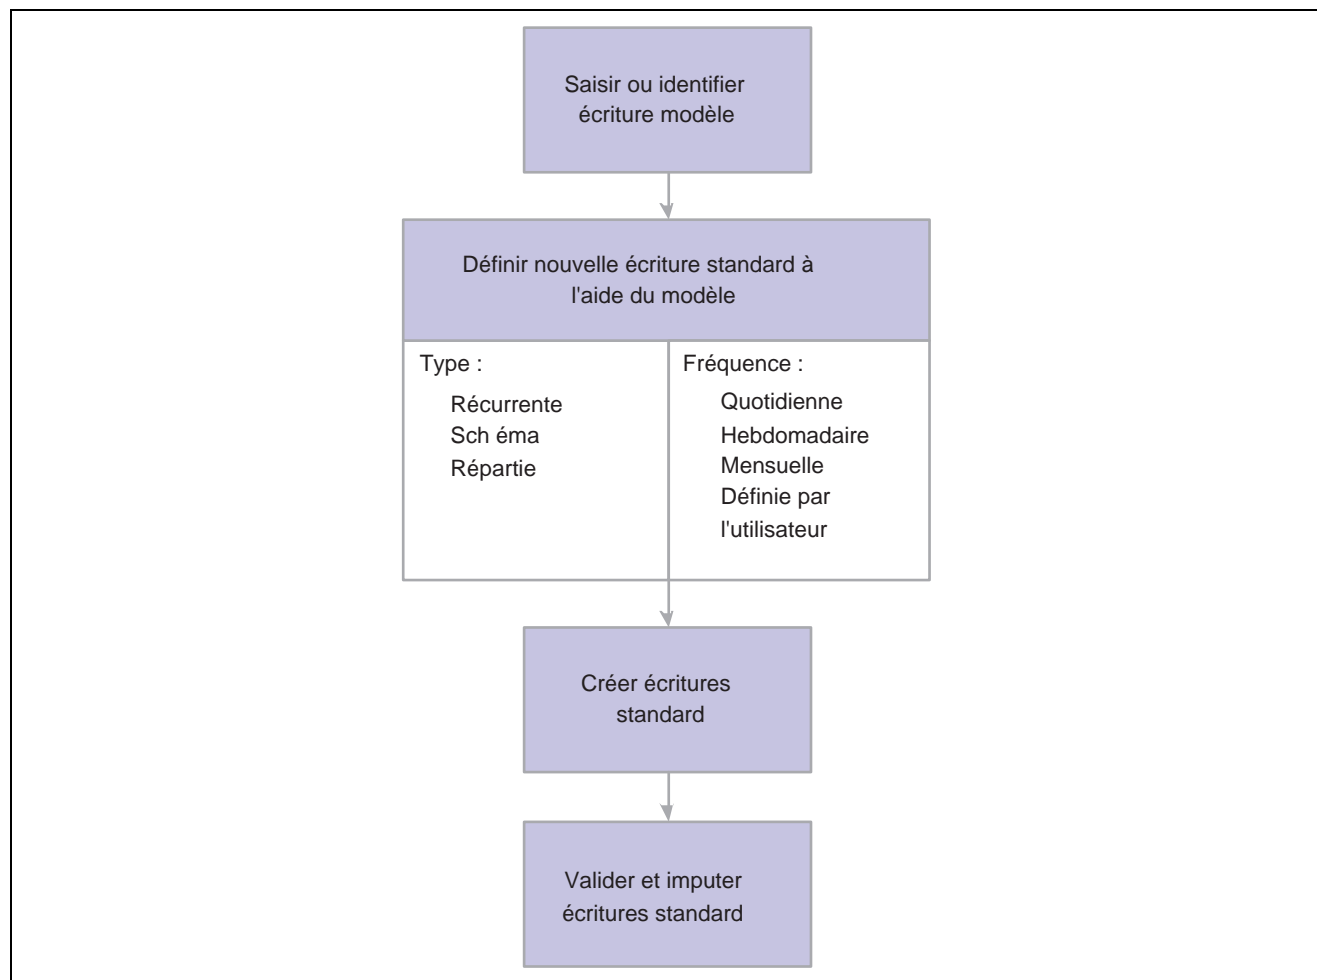 Saisir ou identifier
écriture modèle
Définir nouvelle écriture standard à
l'aide du modèle
Type :
Récurrente
Sch éma
Répartie
Fréquence :
Quotidienne
Hebdomadaire
Mensuelle
Définie par
l'utilisateur
Créer écritures
standard
Valider et imputer
écritures standard